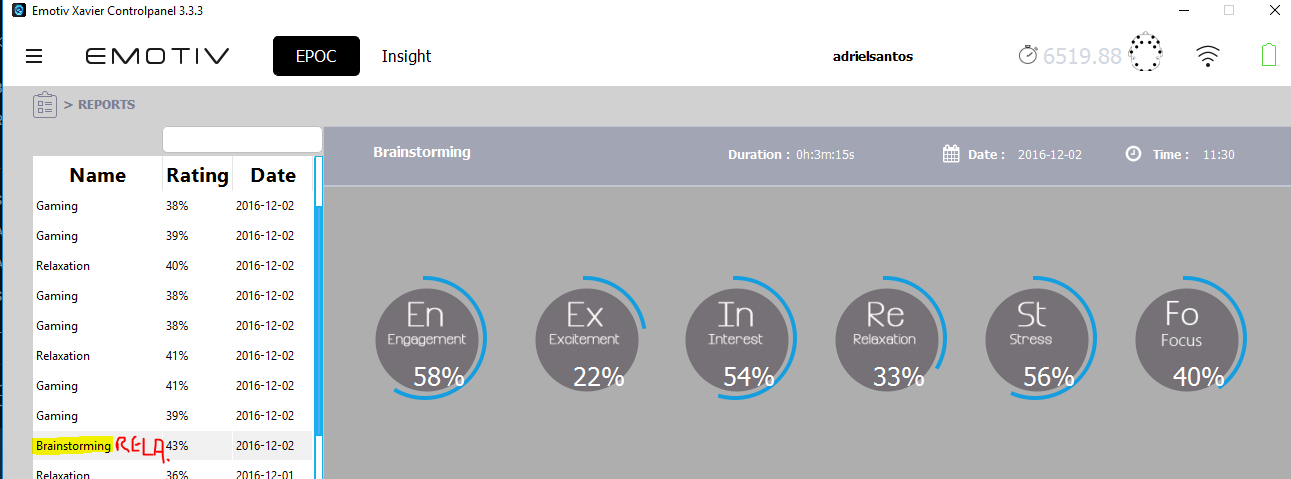 Emotiv Xavier Controlpanel 3.3.3
EMOTIV EPOC Insight adrielsantos 6519.88
> REPORTS
Brainstorming Duration : 0h:3m:15s Date : 2016-12-02 Time : 11:30
Name Rating Date
Gaming 38% 2016-12-02
Gaming 39% 2016-12-02
Relaxation 40% 2016-12-02
Gaming 38% 2016-12-02
Gaming 38% 2016-12-02
Relaxation 41% 2016-12-02
Gaming 41% 2016-12-02
Gaming 39% 2016-12-02
Brainstorming RELA. 43% 2016-12-02
Relaxation 36% 2016-12-01
En Ex In Re St Fo
Engagement Excitement Interest Relaxation Stress Focus
58% 22% 54% 33% 56% 40%